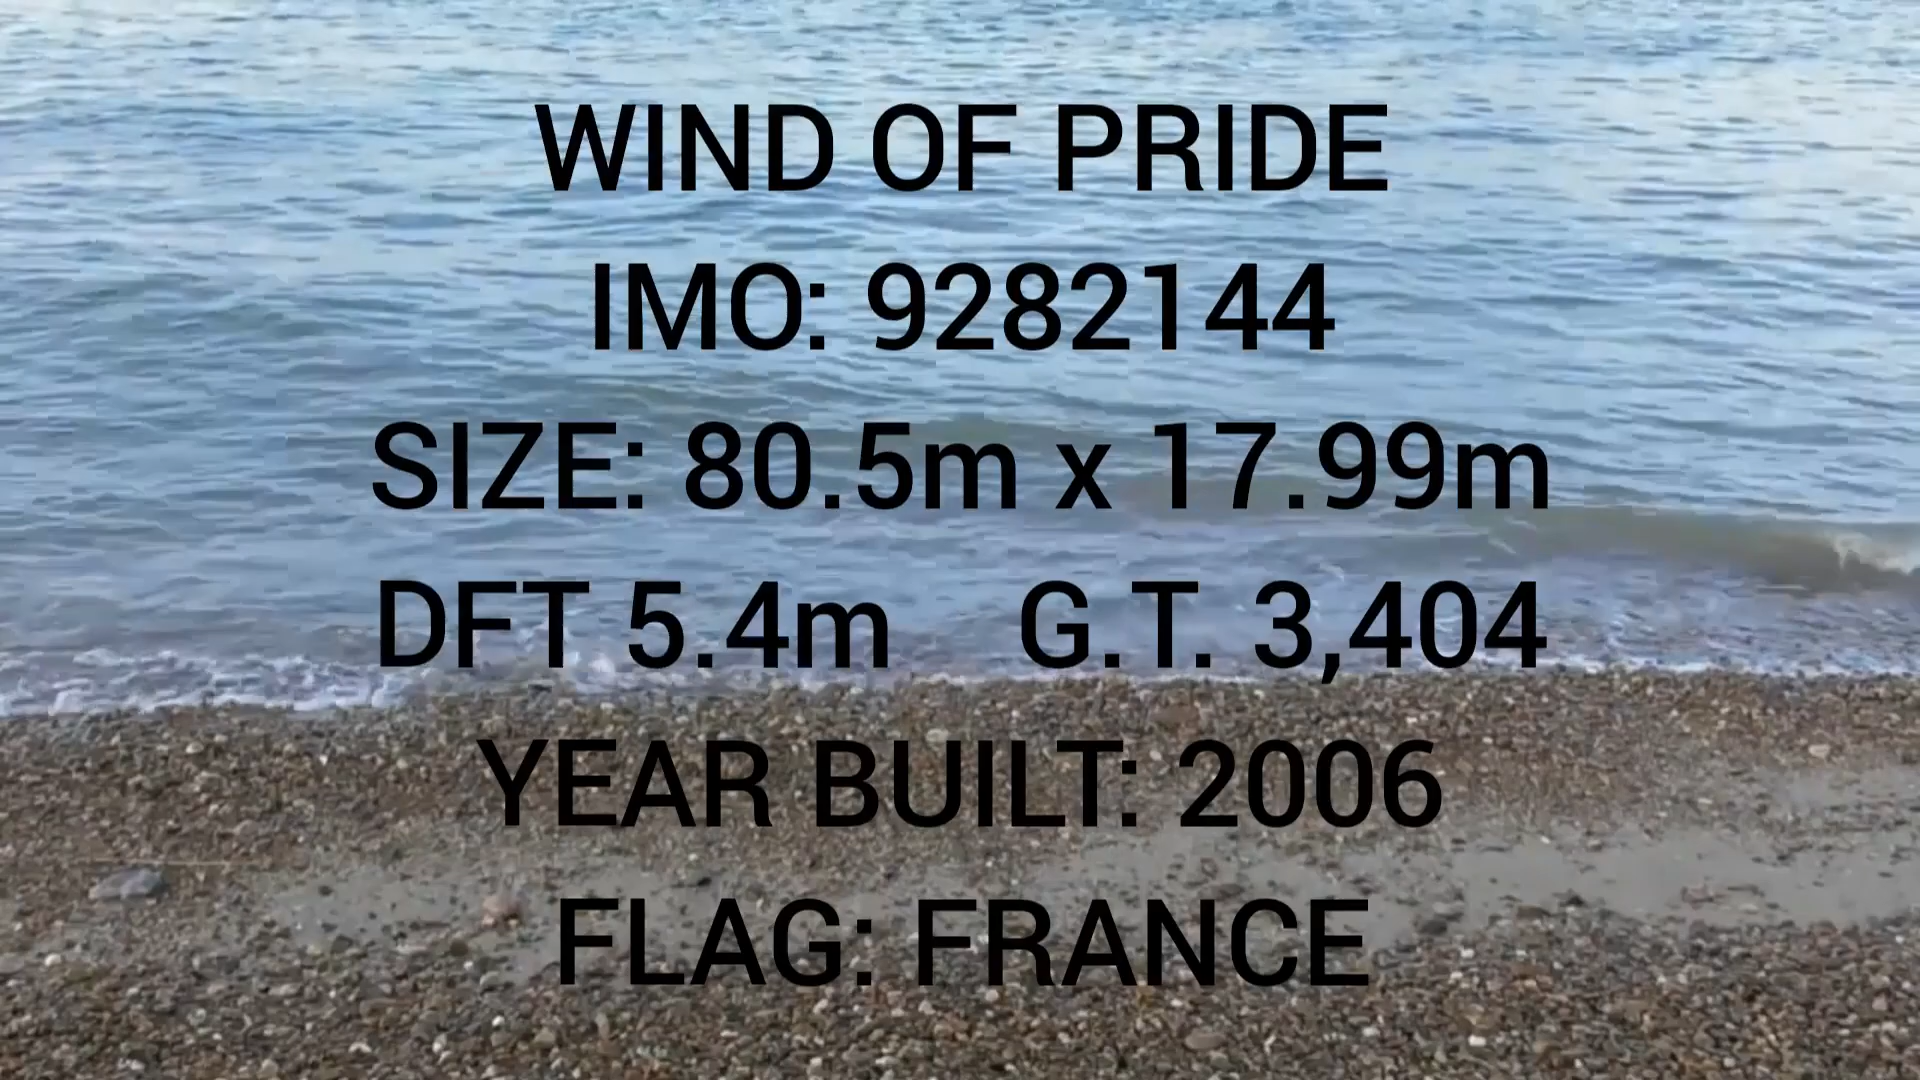 WIND OF PRIDE
IMO: 9282144
SIZE: 80.5m x 17.99m
DFT 5.4m G.T. 3,404
YEAR BUILT: 2006
FLAG: FRANCE